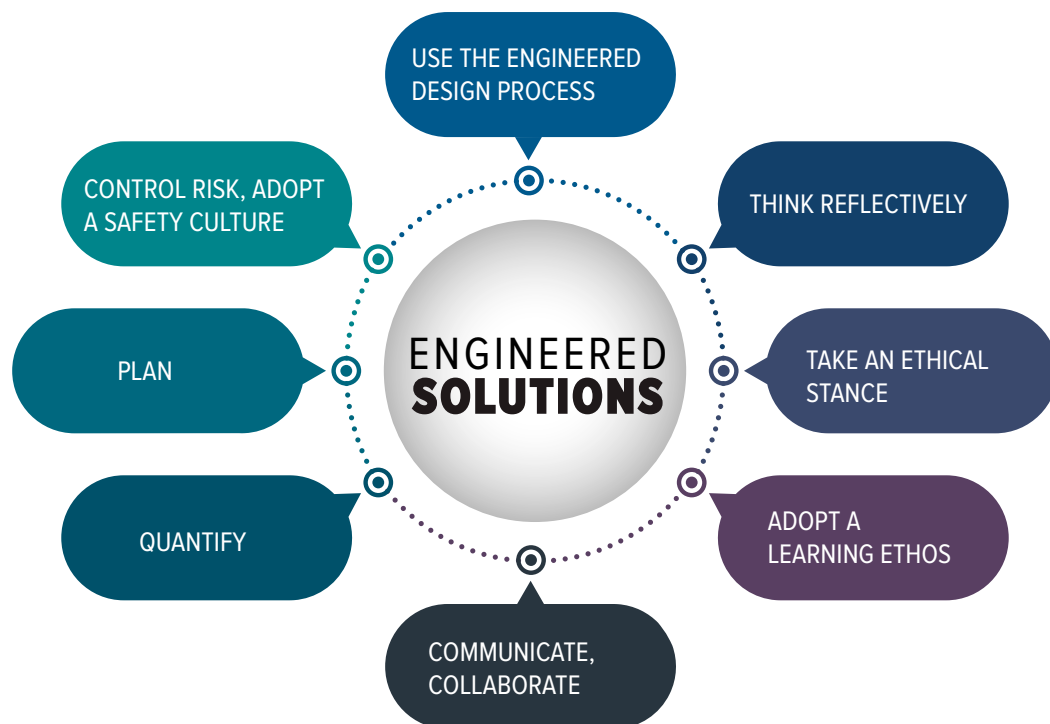 USE THE ENGINEERED
DESIGN PROCESS
CONTROL RISK, ADOPT
A SAFETY CULTURE
THINK REFLECTIVELY
PLAN
ENGINEERED
SOLUTIONS
TAKE AN ETHICAL
STANCE
QUANTIFY
ADOPT A
LEARNING ETHOS
COMMUNICATE,
COLLABORATE